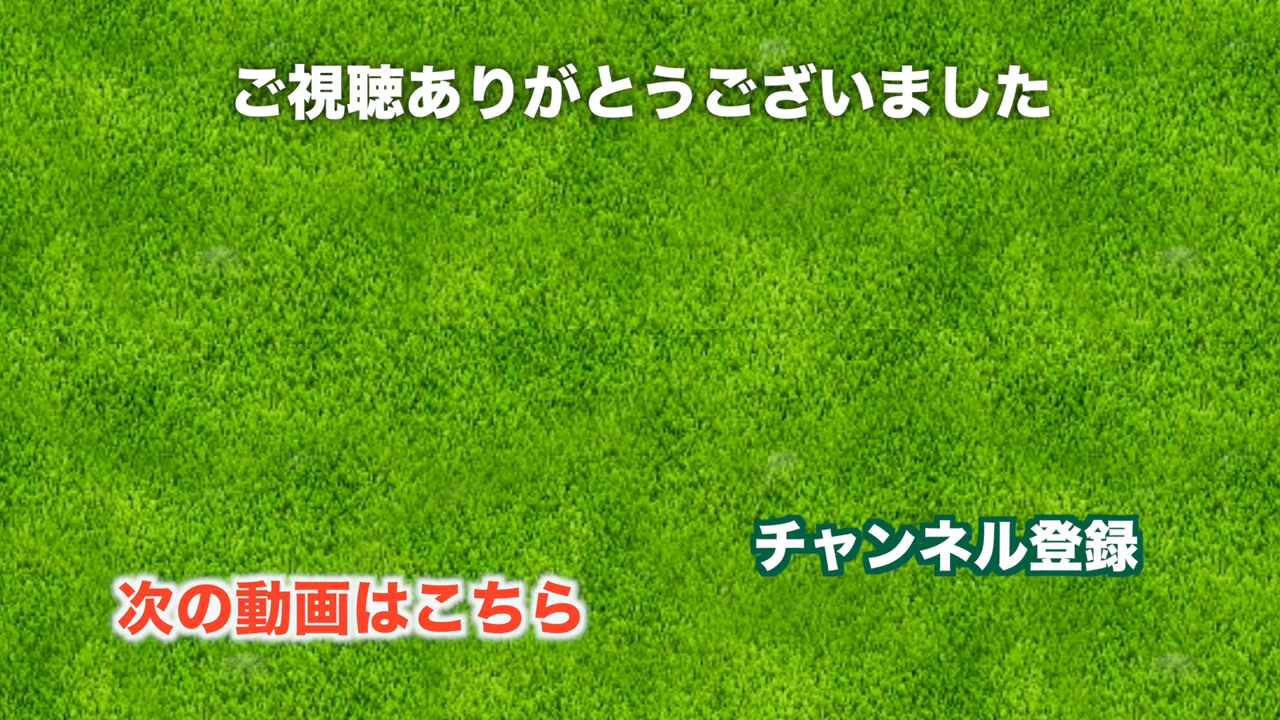 ご視聴ありがとうございました
チャンネル登録
次の動画はこちら